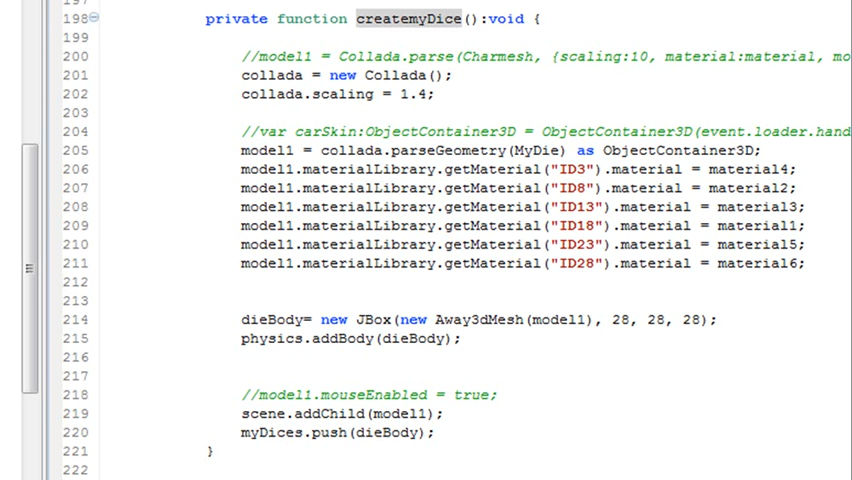 197
198 private function createmyDice():void {
199
200 //model1 = Collada.parse(Charmesh, {scaling:10, material:material, mo
201 collada = new Collada();
202 collada.scaling = 1.4;
203
204 //var carSkin:ObjectContainer3D = ObjectContainer3D(event.loader.hand
205 model1 = collada.parseGeometry(MyDie) as ObjectContainer3D;
206 model1.materialLibrary.getMaterial("ID3").material = material4;
207 model1.materialLibrary.getMaterial("ID8").material = material2;
208 model1.materialLibrary.getMaterial("ID13").material = material3;
209 model1.materialLibrary.getMaterial("ID18").material = material1;
210 model1.materialLibrary.getMaterial("ID23").material = material5;
211 model1.materialLibrary.getMaterial("ID28").material = material6;
212
213
214 dieBody= new JBox(new Away3dMesh(model1), 28, 28, 28);
215 physics.addBody(dieBody);
216
217
218 //model1.mouseEnabled = true;
219 scene.addChild(model1);
220 myDices.push(dieBody);
221 }
222